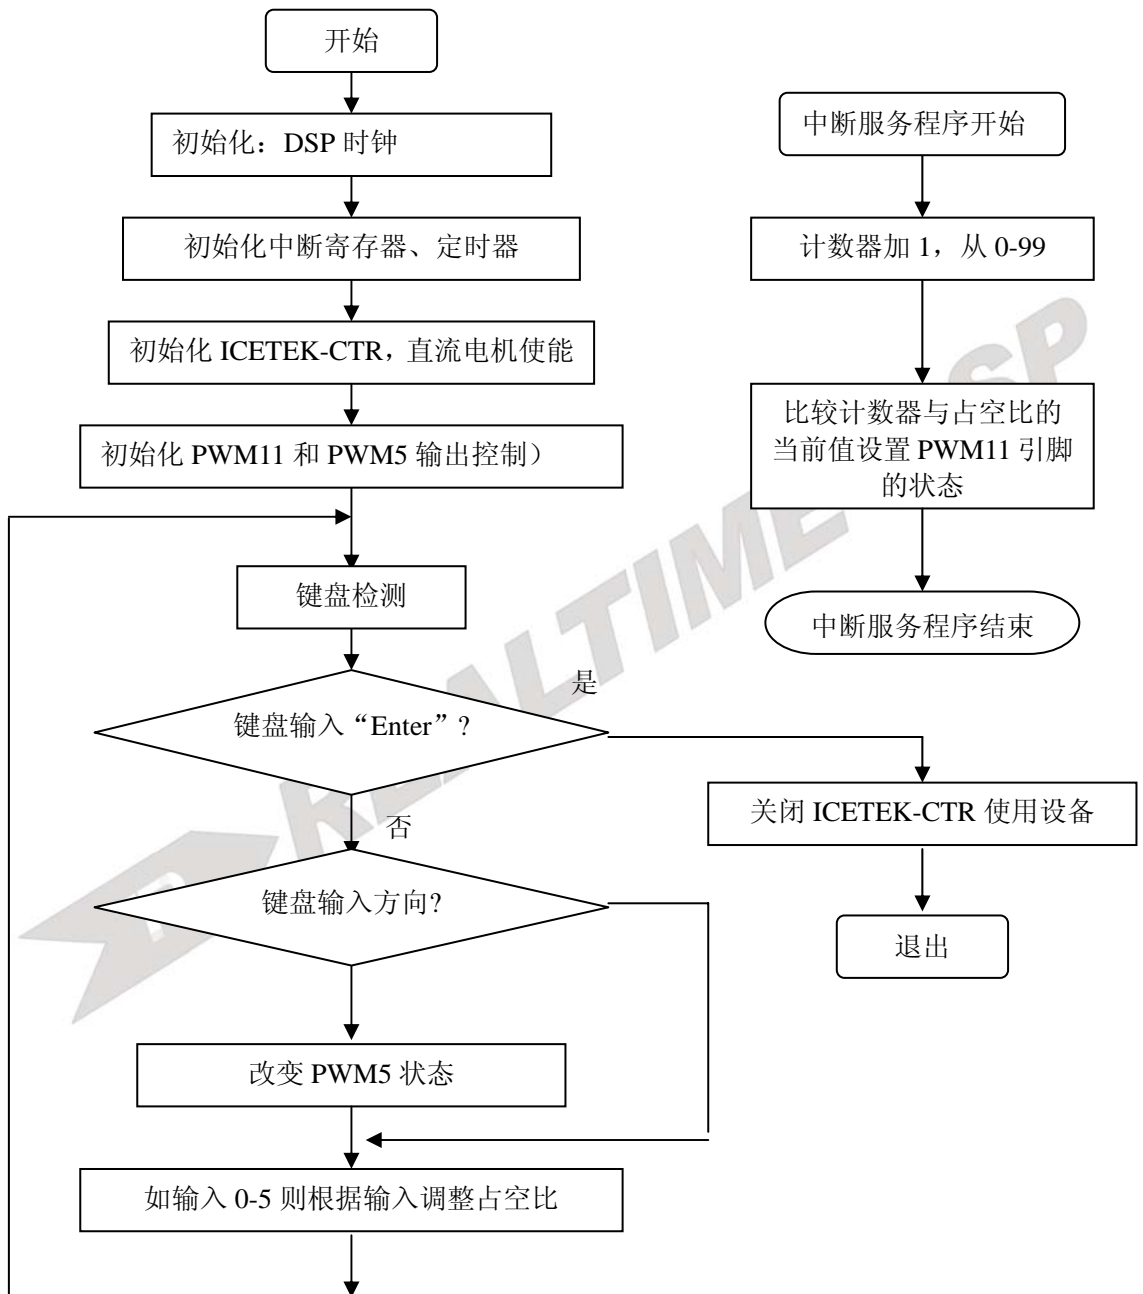 开始
初始化：DSP 时钟
初始化中断寄存器、定时器
初始化 ICETEK-CTR，直流电机使能
初始化 PWM11 和 PWM5 输出控制）
键盘检测
键盘输入“Enter”?
是
否
键盘输入方向?
改变 PWM5 状态
如输入 0-5 则根据输入调整占空比
关闭 ICETEK-CTR 使用设备
退出
中断服务程序开始
计数器加 1，从 0-99
比较计数器与占空比的
当前值设置 PWM11 引脚
的状态
中断服务程序结束
REALTIME DSP